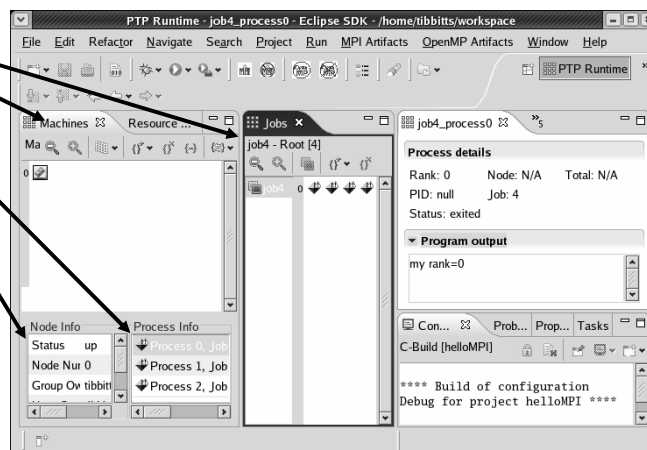 PTP Runtime - job4_process0 - Eclipse SDK - /home/tibbitts/workspace
File Edit Refactor Navigate Search Project Run MPI Artifacts OpenMP Artifacts Window Help
PTP Runtime
Machines Resource ...
Ma
0
Node Info
Status up
Node Nur 0
Group Ow tibbitt
Process Info
Process 0, Job
Process 1, Job
Process 2, Job
Jobs
job4 - Root [4]
job4 0
job4_process0 »5
Process details
Rank: 0 Node: N/A Total: N/A
PID: null Job: 4
Status: exited
Program output
my rank=0
Con... Prob... Prop... Tasks
C-Build [helloMPI]
**** Build of configuration
Debug for project helloMPI ****